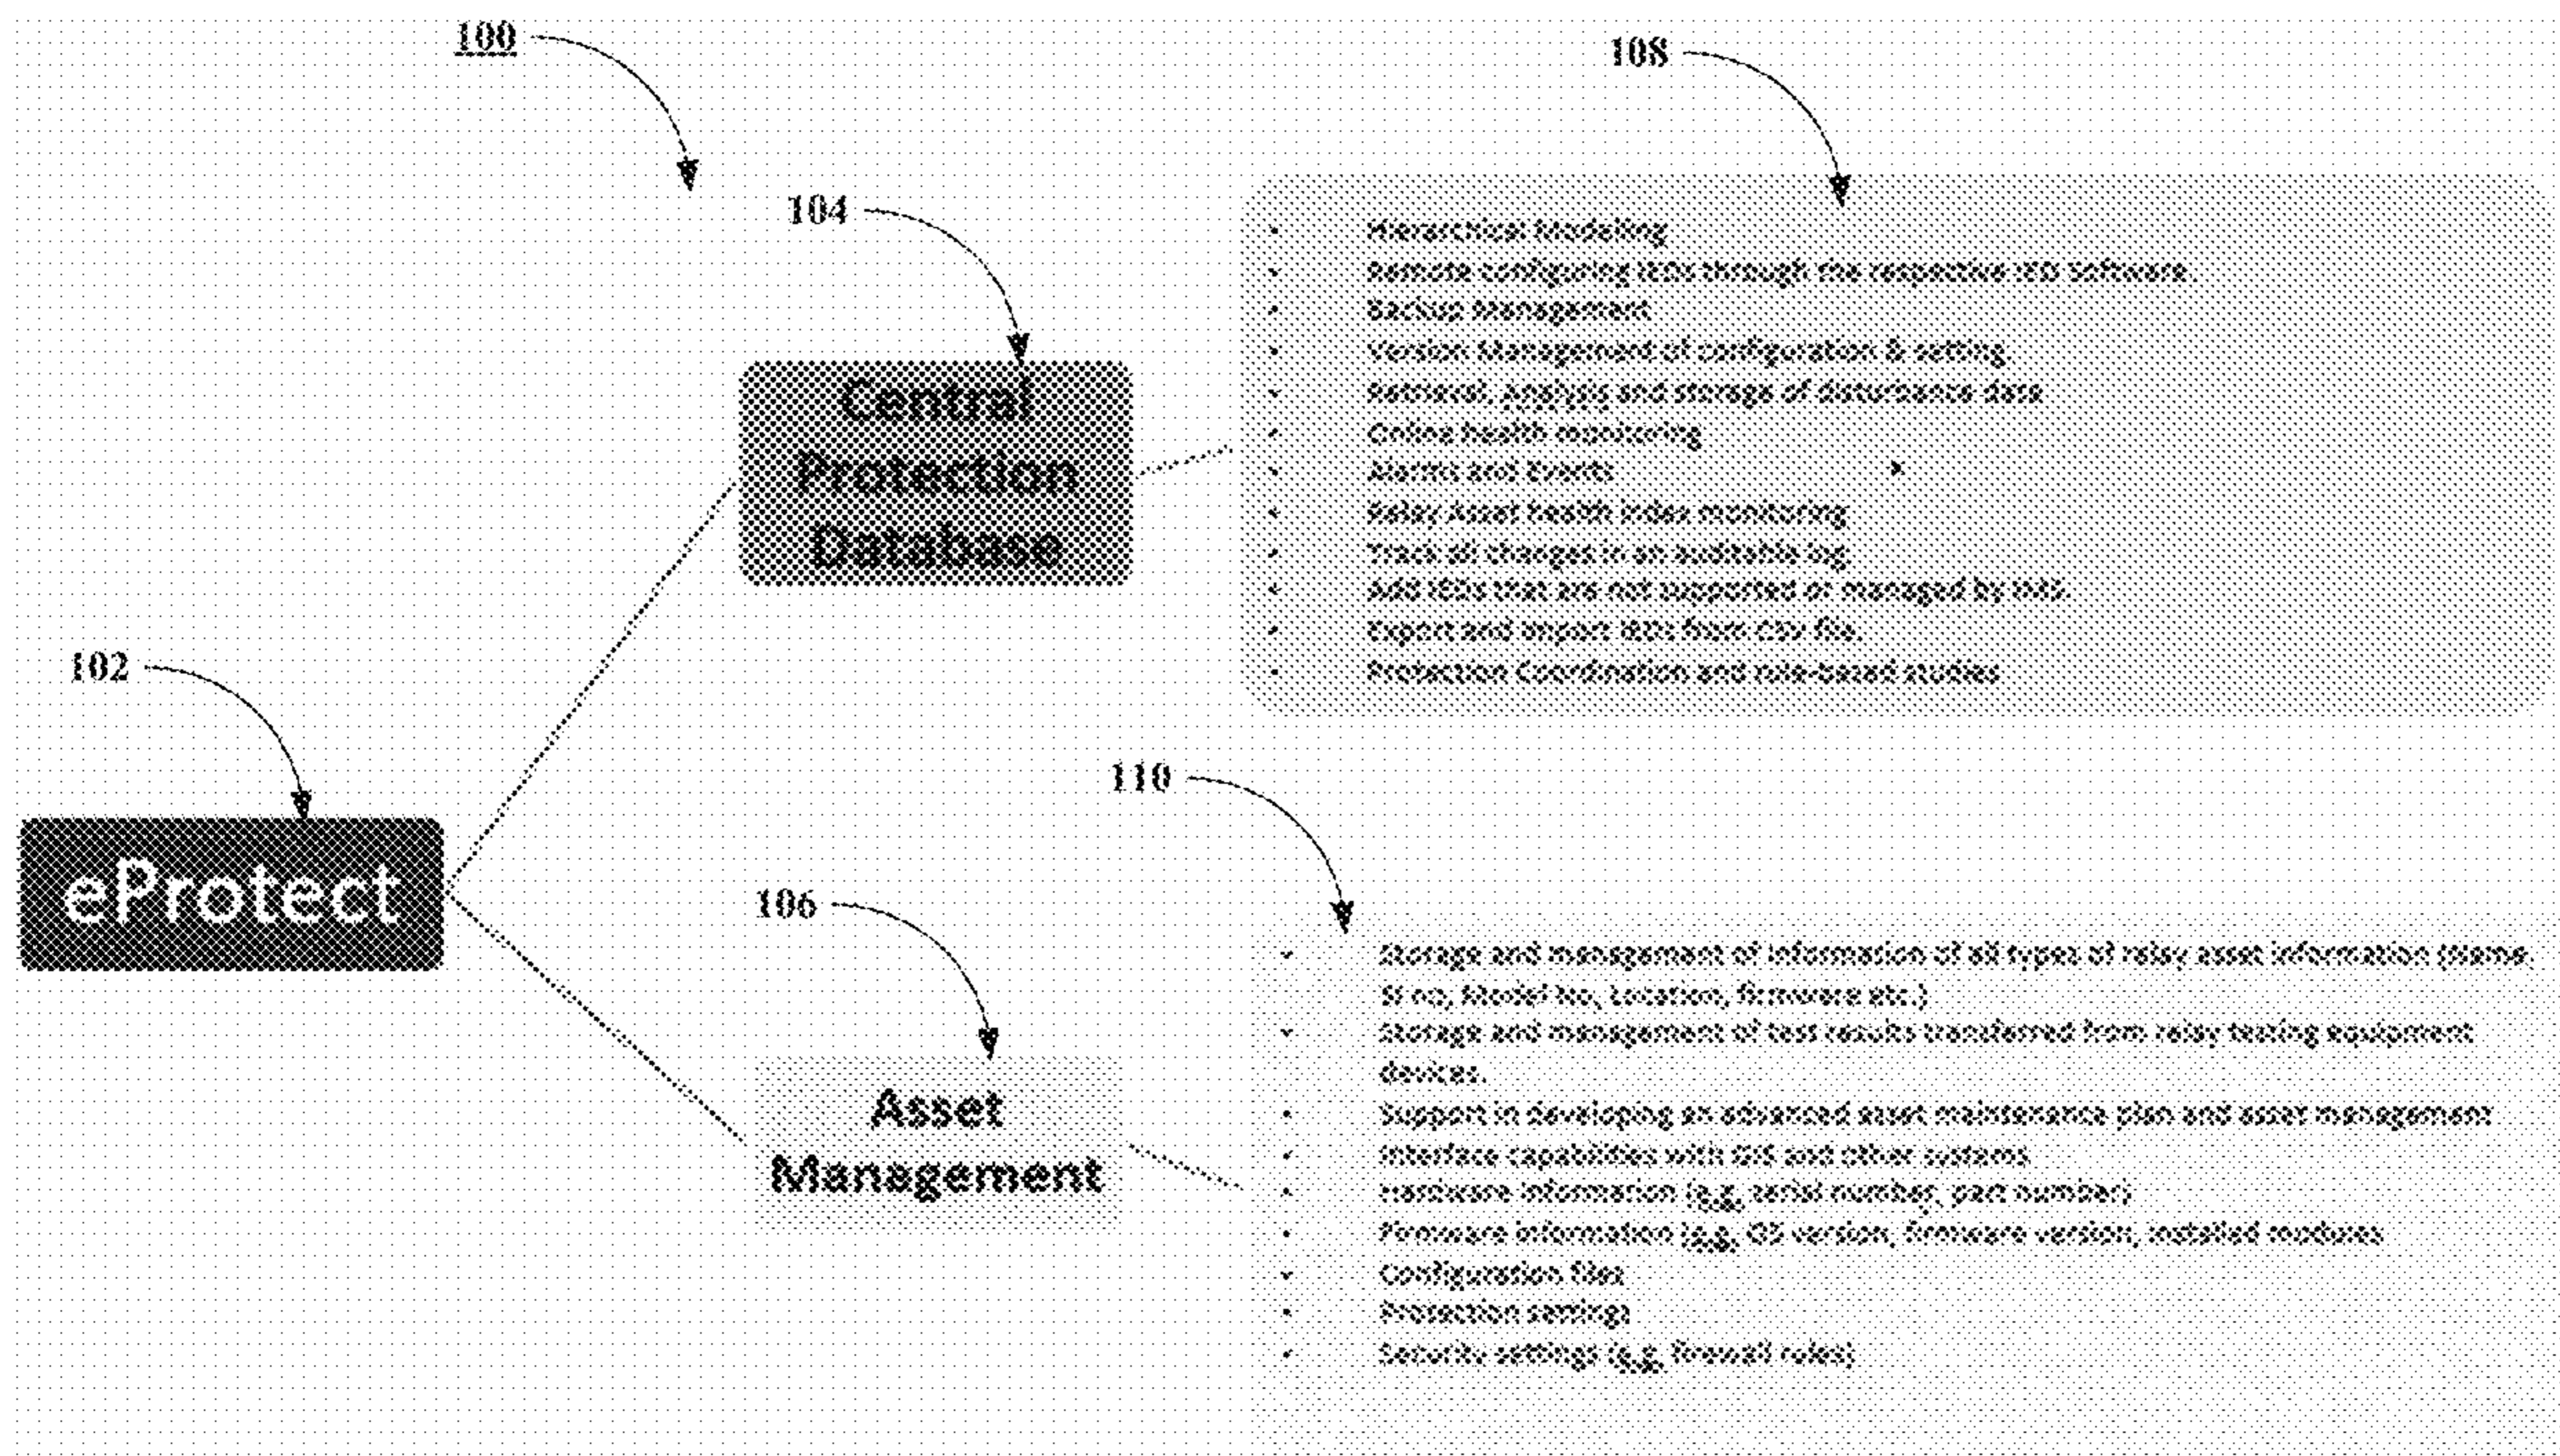 100
108
104
Hierarchical Modeling
Remote configuring IEDs through the respective IED Software
Backup Management
Version Management of configuration & setting
Retrieval, Analysis and storage of disturbance data
Online health monitoring
Alarms and Events
Relay Asset health index monitoring
Track all changes in an auditable log
Add IEDs that are not supported or managed by IMS.
Export and import IEDs from CSV file.
Protection Coordination and rule-based studies
Central
Protection
Database
102
eProtect
110
106
Asset
Management
Storage and management of information of all types of relay asset information (Name,
Sl no, Model No, Location, firmware etc.)
Storage and management of test results transferred from relay testing equipment
devices.
Support in developing an advanced asset maintenance plan and asset management
Interface capabilities with GIS and other systems
Hardware information (e.g. serial number, part number)
Firmware information (e.g. OS version, firmware version, installed modules
Configuration files
Protection settings
Security settings (e.g. firewall rules)